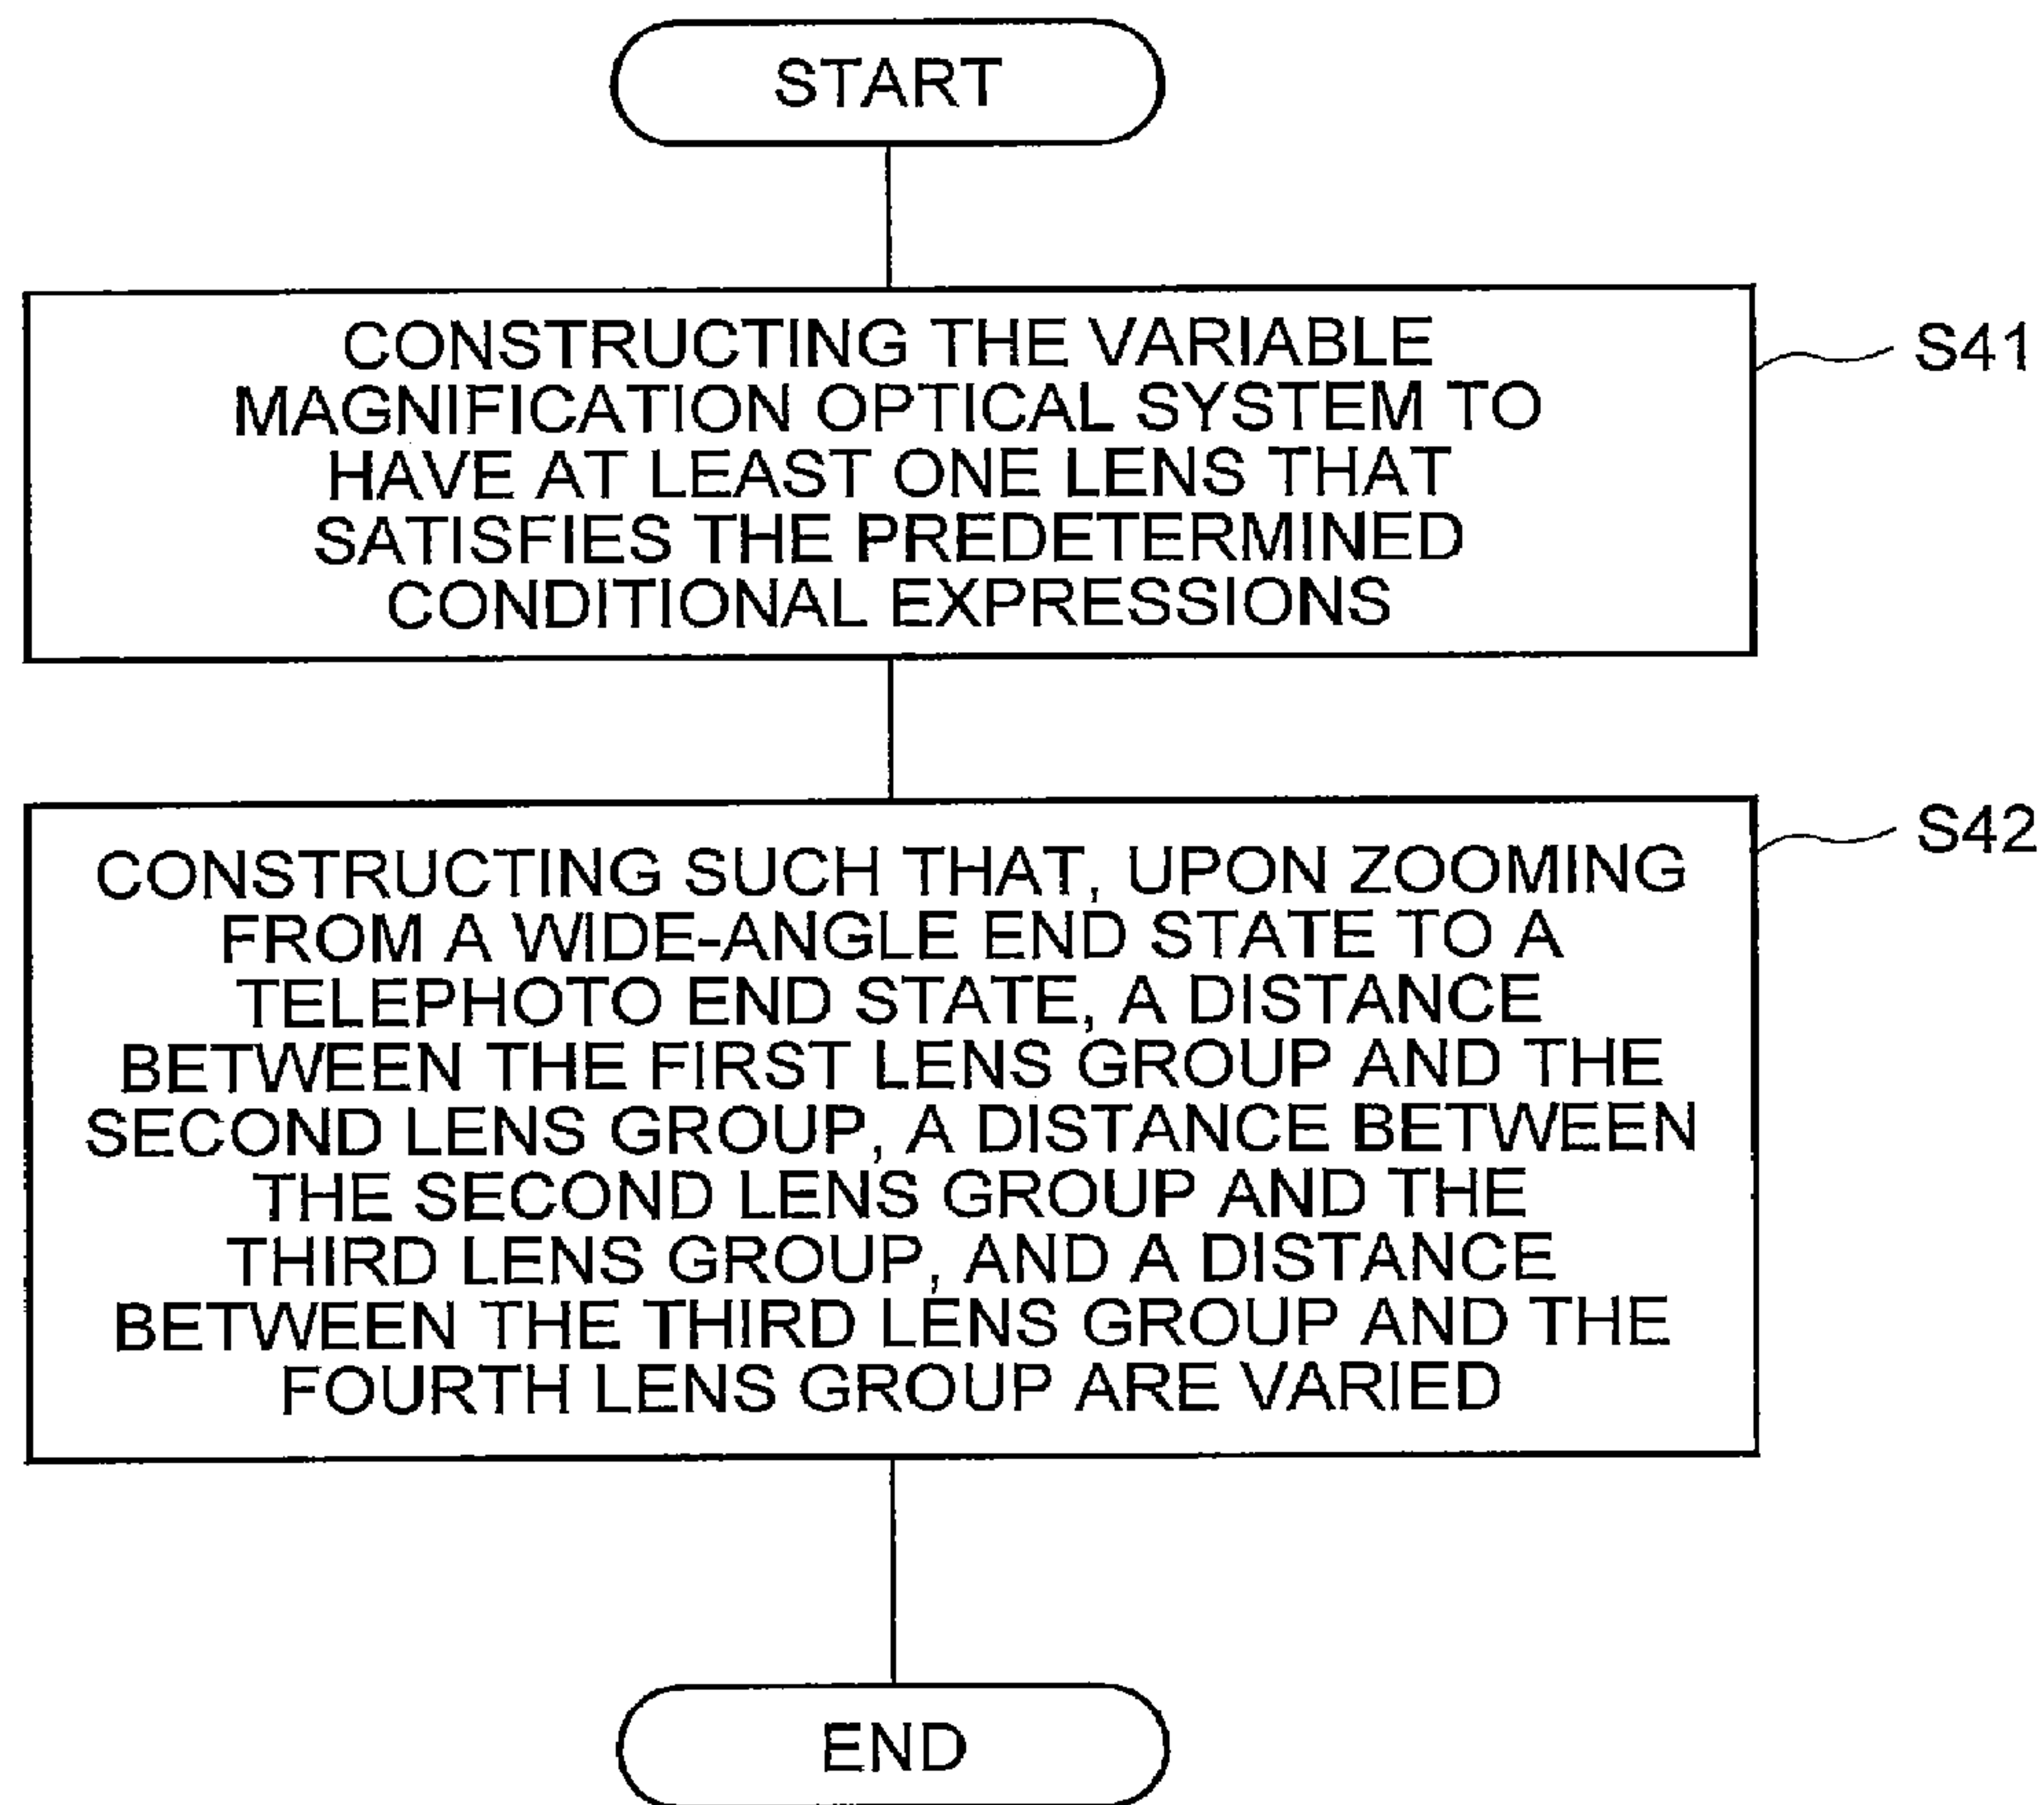 START
CONSTRUCTING THE VARIABLE
MAGNIFICATION OPTICAL SYSTEM TO
HAVE AT LEAST ONE LENS THAT
SATISFIES THE PREDETERMINED
CONDITIONAL EXPRESSIONS
S41
CONSTRUCTING SUCH THAT, UPON ZOOMING
FROM A WIDE-ANGLE END STATE TO A
TELEPHOTO END STATE, A DISTANCE
BETWEEN THE FIRST LENS GROUP AND THE
SECOND LENS GROUP, A DISTANCE BETWEEN
THE SECOND LENS GROUP AND THE
THIRD LENS GROUP, AND A DISTANCE
BETWEEN THE THIRD LENS GROUP AND THE
FOURTH LENS GROUP ARE VARIED
S42
END